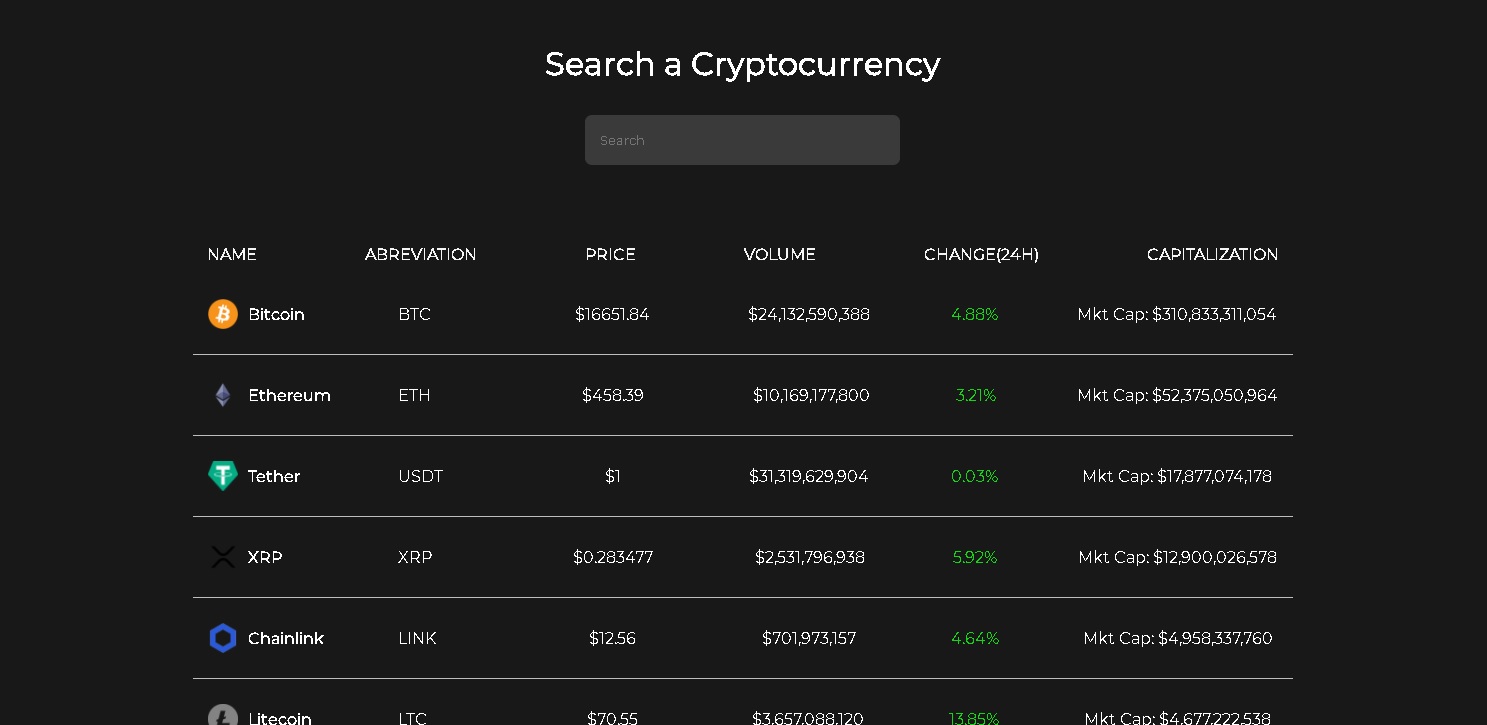 Search a Cryptocurrency
Search
NAME ABREVIATION PRICE VOLUME CHANGE(24H) CAPITALIZATION
Bitcoin BTC $16651.84 $24,132,590,388 4.88% Mkt Cap: $310,833,311,054
Ethereum ETH $458.39 $10,169,177,800 3.21% Mkt Cap: $52,375,050,964
Tether USDT $1 $31,319,629,904 0.03% Mkt Cap: $17,877,074,178
XRP XRP $0.283477 $2,531,796,938 5.92% Mkt Cap: $12,900,026,578
Chainlink LINK $12.56 $701,973,157 4.64% Mkt Cap: $4,958,337,760
Litecoin LTC $70.55 $3,657,088,120 13.85% Mkt Cap: $4,677,222,538